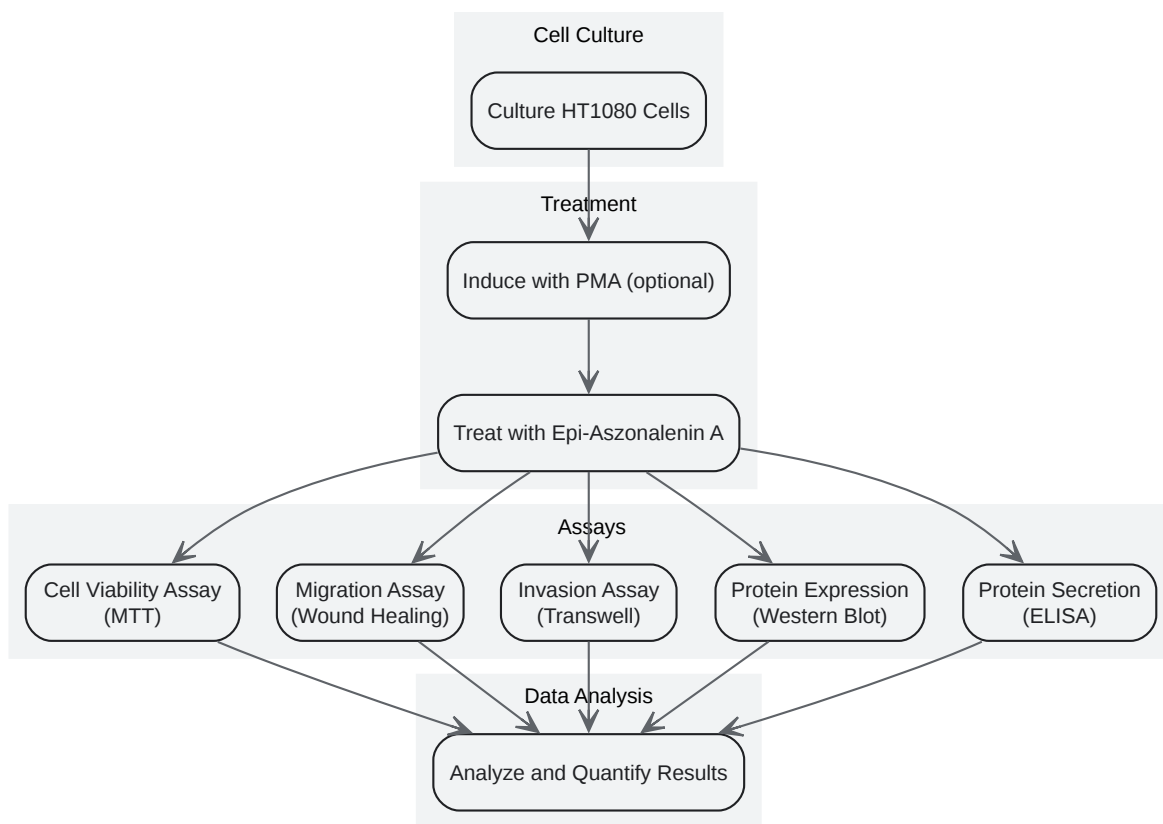 Cell Culture
Culture HT1080 Cells
Treatment
Induce with PMA (optional)
Treat with Epi-Aszonalenin A
Assays
Cell Viability Assay
(MTT)
Migration Assay
(Wound Healing)
Invasion Assay
(Transwell)
Protein Expression
(Western Blot)
Protein Secretion
(ELISA)
Data Analysis
Analyze and Quantify Results